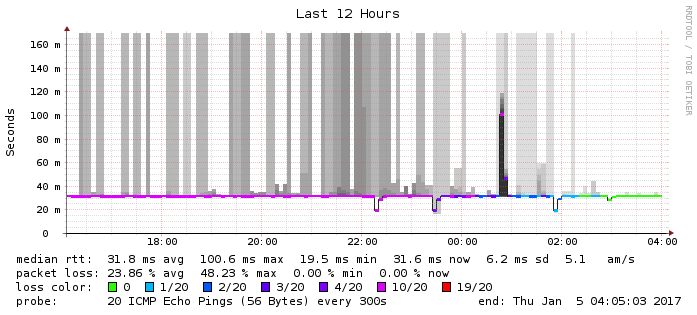 Last 12 Hours
RRDTOOL / TOBI OETIKER
Seconds
160 m
140 m
120 m
100 m
80 m
60 m
40 m
20 m
0
18:00 20:00 22:00 00:00 02:00 04:00
median rtt: 31.8 ms avg 100.6 ms max 19.5 ms min 31.6 ms now 6.2 ms sd 5.1 am/s
packet loss: 23.86 % avg 48.23 % max 0.00 % min 0.00 % now
loss color: 0 1/20 2/20 3/20 4/20 10/20 19/20
probe: 20 ICMP Echo Pings (56 Bytes) every 300s end: Thu Jan 5 04:05:03 2017